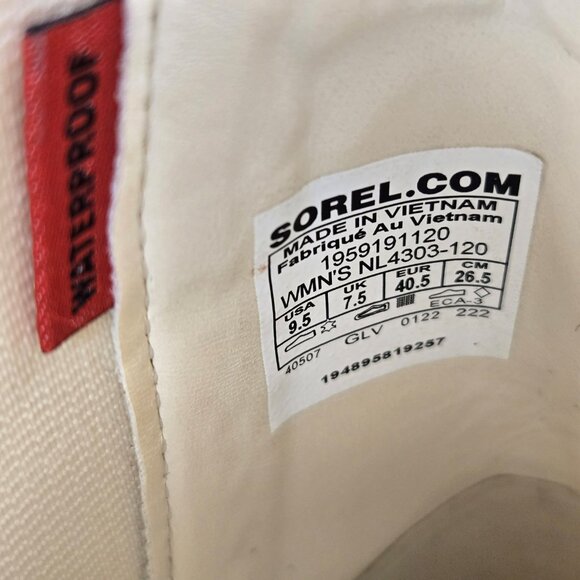 WATERPROOF
SOREL.COM
MADE IN VIETNAM
Fabriqué Au Vietnam
1959191120
WMN'S NL4303-120
USA UK EUR CM
9.5 7.5 40.5 26.5
ECA-3
40507 GLV 0122 222
194895819257